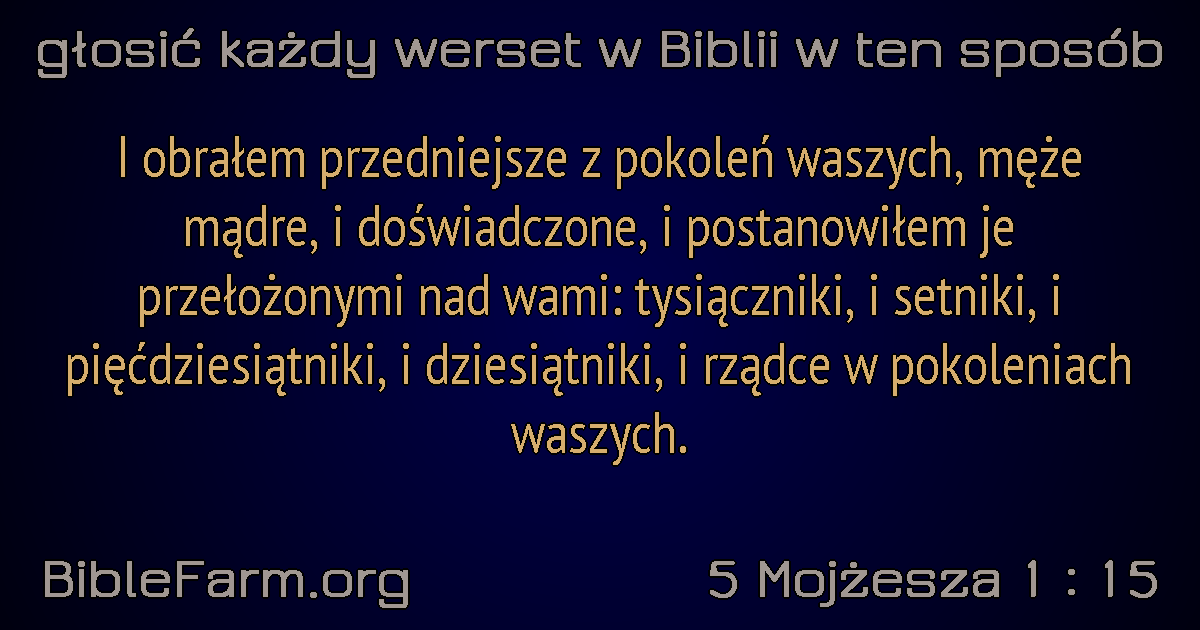 głosić każdy werset w Biblii w ten sposób
I obrałem przedniejsze z pokoleń waszych, męże
mądre, i doświadczone, i postanowiłem je
przełożonymi nad wami: tysiączniki, i setniki, i
pięćdziesiątniki, i dziesiątniki, i rządce w pokoleniach
waszych.
BibleFarm.org
5 Mojżesza 1 : 15